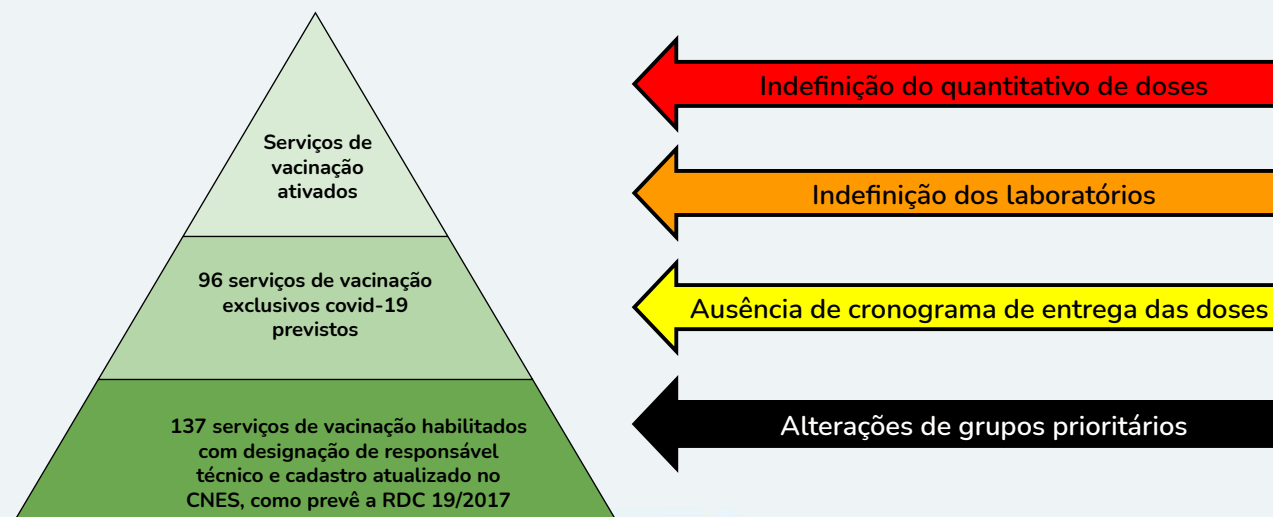 Serviços de
vacinação
ativados
96 serviços de vacinação
exclusivos covid-19
previstos
137 serviços de vacinação habilitados
com designação de responsável
técnico e cadastro atualizado no
CNES, como prevê a RDC 19/2017
Indefinição do quantitativo de doses
Indefinição dos laboratórios
Ausência de cronograma de entrega das doses
Alterações de grupos prioritários